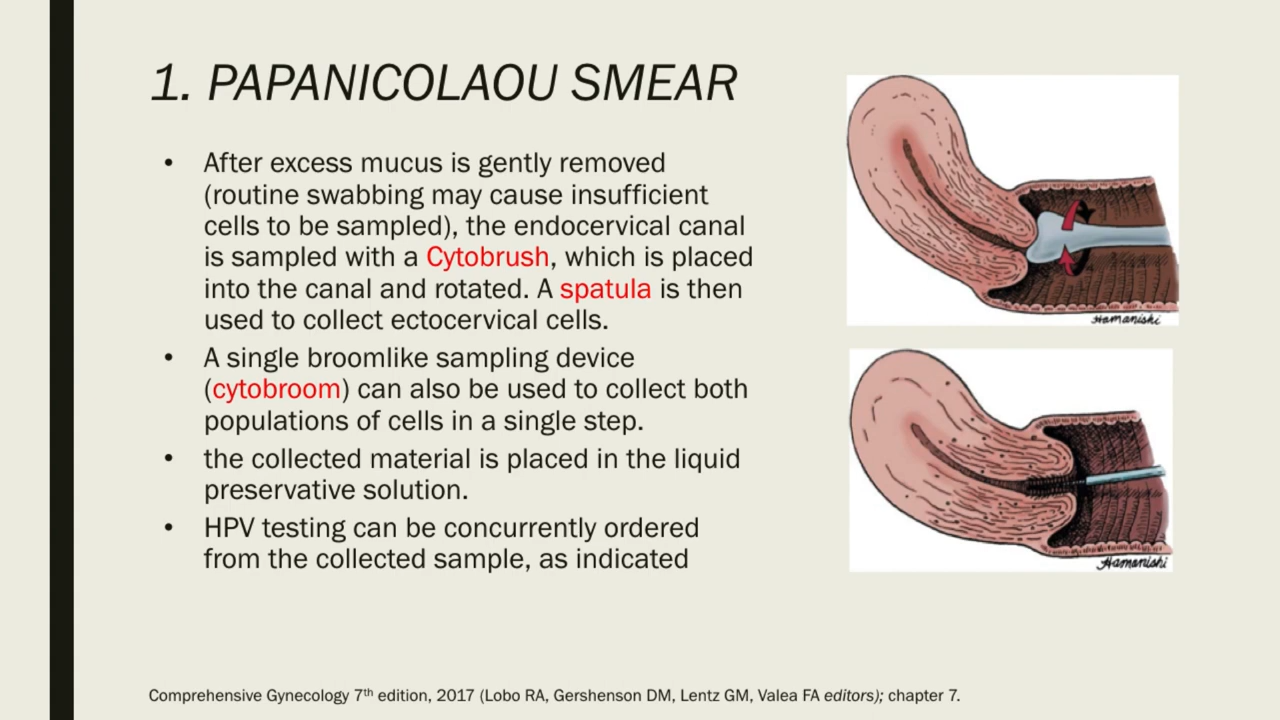 1. PAPANICOLAOU SMEAR
• After excess mucus is gently removed
(routine swabbing may cause insufficient
cells to be sampled), the endocervical canal
is sampled with a Cytobrush, which is placed
into the canal and rotated. A spatula is then
used to collect ectocervical cells.
• A single broomlike sampling device
(cytobroom) can also be used to collect both
populations of cells in a single step.
• the collected material is placed in the liquid
preservative solution.
• HPV testing can be concurrently ordered
from the collected sample, as indicated
Hamanishi
Hamanishi
Comprehensive Gynecology 7th edition, 2017 (Lobo RA, Gershenson DM, Lentz GM, Valea FA editors); chapter 7.